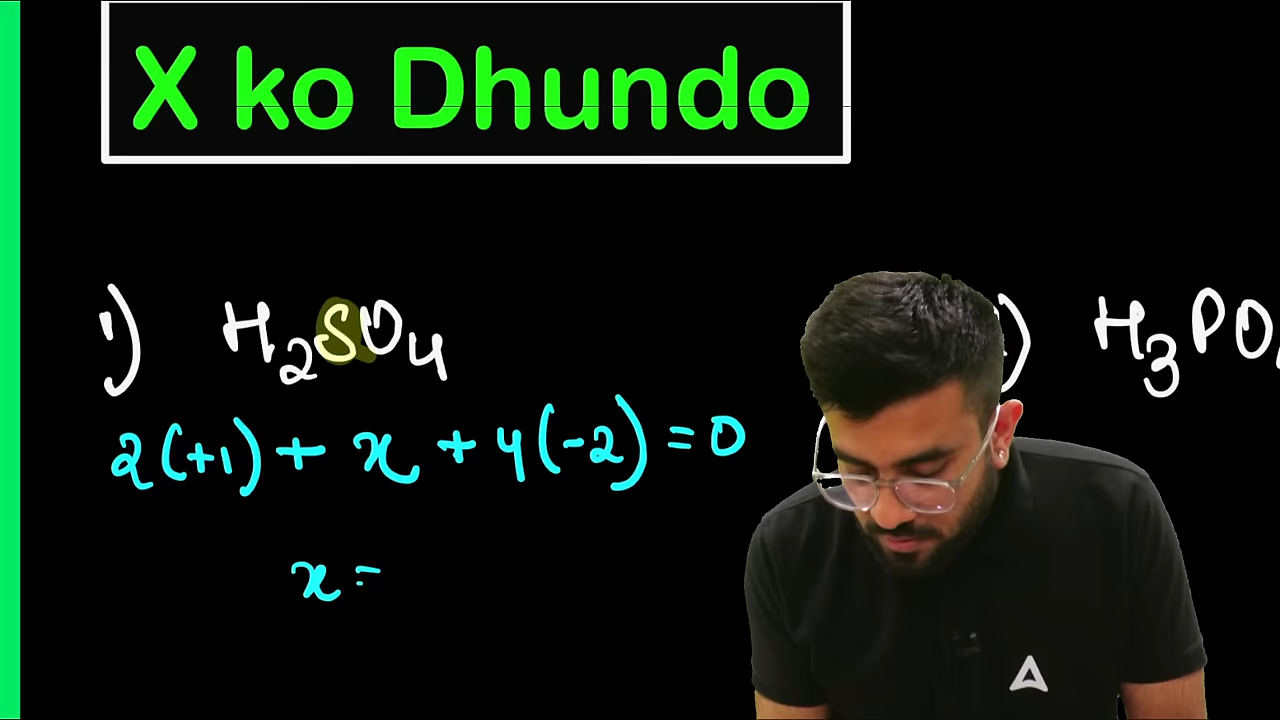 X ko Dhundo
1) H₂SO₄
) H₃PO
2(+1) + x + 4(-2) = 0
x =